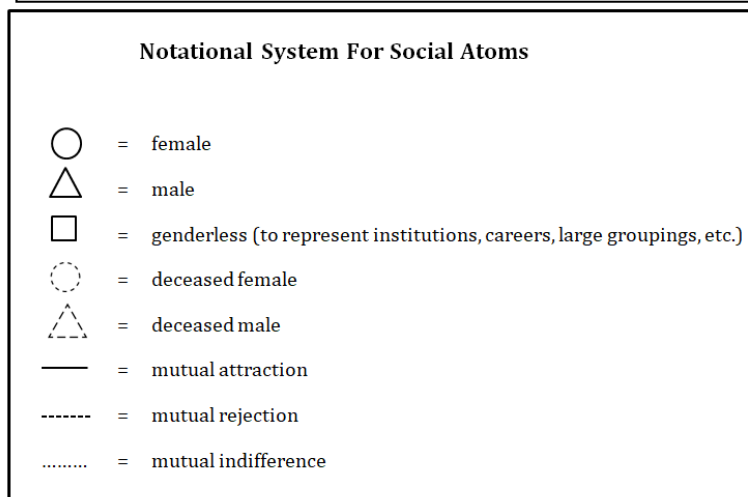 Notational System For Social Atoms
= female
= male
= genderless (to represent institutions, careers, large groupings, etc.)
= deceased female
= deceased male
= mutual attraction
= mutual rejection
= mutual indifference